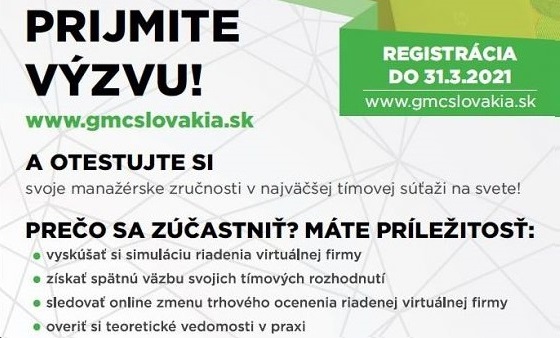 PRIJMITE
VÝZVU!
www.gmcslovakia.sk
REGISTRÁCIA
DO 31.3.2021
www.gmcslovakia.sk
A OTESTUJTE SI
svoje manažérske zručnosti v najväčšej tímovej súťaži na svete!
PREČO SA ZÚČASTNIŤ? MÁTE PRÍLEŽITOSŤ:
• vyskúšať si simuláciu riadenia virtuálnej firmy
• získať spätnú väzbu svojich tímových rozhodnutí
• sledovať online zmenu trhového ocenenia riadenej virtuálnej firmy
• overiť si teoretické vedomosti v praxi